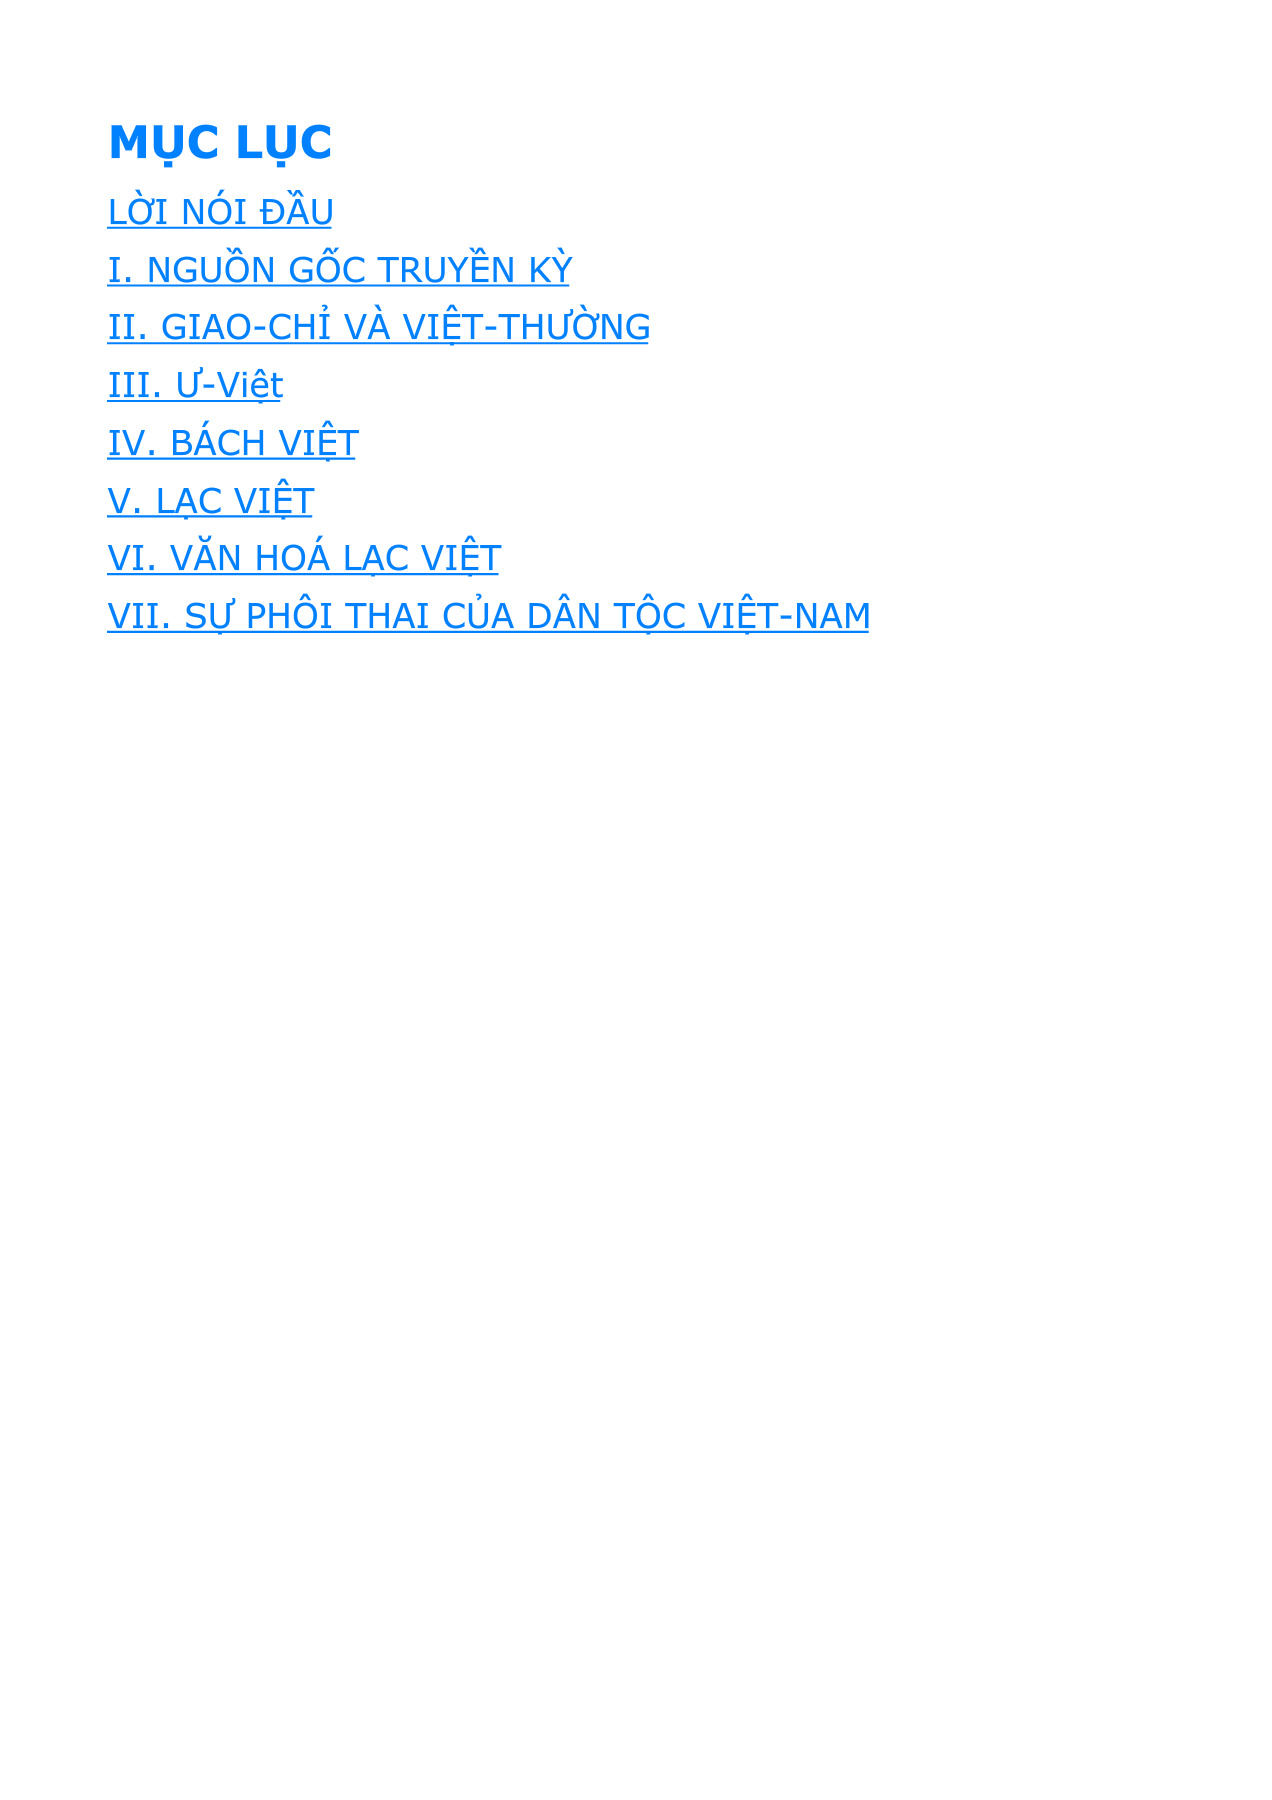 MỤC LỤC
LỜI NÓI ĐẦU
I. NGUỒN GỐC TRUYỀN KỲ
II. GIAO-CHỈ VÀ VIỆT-THƯỜNG
III. Ư-Việt
IV. BÁCH VIỆT
V. LẠC VIỆT
VI. VĂN HOÁ LẠC VIỆT
VII. SỰ PHÔI THAI CỦA DÂN TỘC VIỆT-NAM